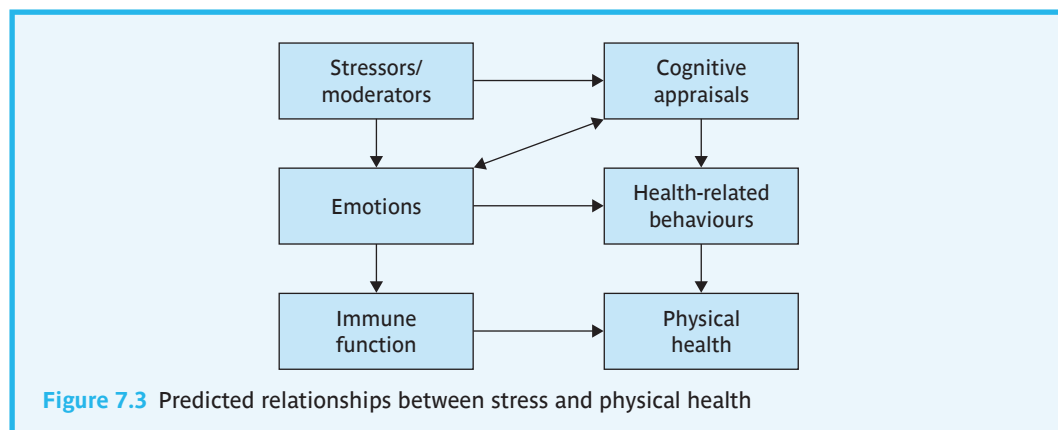 Stressors/
moderators
Cognitive
appraisals
Emotions
Health-related
behaviours
Immune
function
Physical
health
Figure 7.3 Predicted relationships between stress and physical health